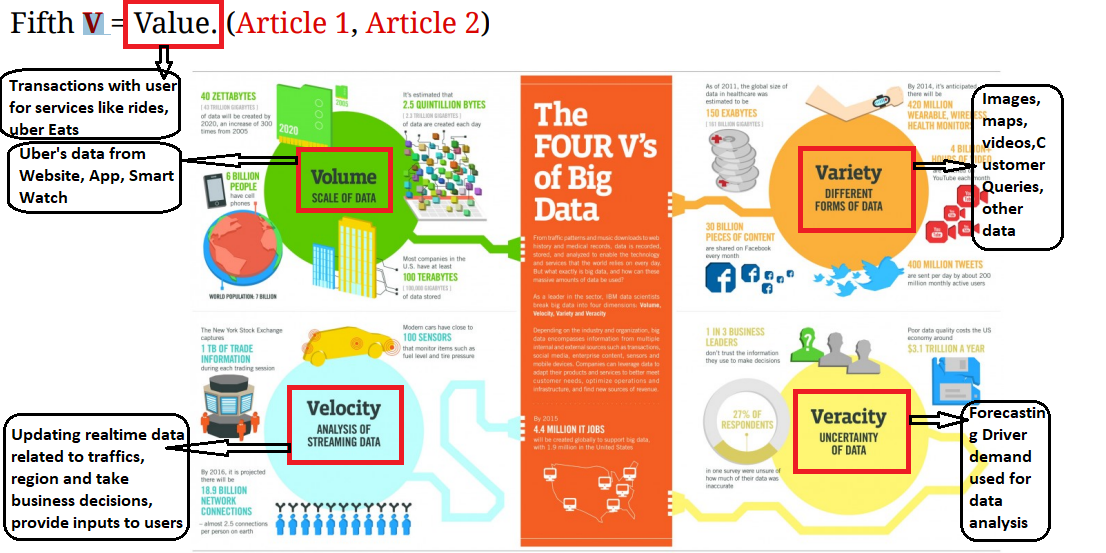 Fifth V = Value. (Article 1, Article 2)
Transactions with user
for services like rides,
uber Eats
Uber's data from
Website, App, Smart
Watch
40 ZETTABYTES
[ 43 TRILLION GIGABYTES ]
of data will be created by
2020, an increase of 300
times from 2005
2005
2020
It's estimated that
2.5 QUINTILLION BYTES
[ 2.3 TRILLION GIGABYTES ]
of data are created each day
6 BILLION
PEOPLE
have cell
phones
Volume
SCALE OF DATA
WORLD POPULATION: 7 BILLION
Most companies in the
U.S. have at least
100 TERABYTES
[ 100,000 GIGABYTES ]
of data stored
The
FOUR V's
of Big
Data
From traffic patterns and music downloads to web
history and medical records, data is recorded,
stored, and analyzed to enable the technology
and services that the world relies on every day.
But what exactly is big data, and how can these
massive amounts of data be used?
As a leader in the sector, IBM data scientists
break big data into four dimensions: Volume,
Velocity, Variety and Veracity
Depending on the industry and organization, big
data encompasses information from multiple
internal and external sources such as transactions,
social media, enterprise content, sensors and
mobile devices. Companies can leverage data to
adapt their products and services to better meet
customer needs, optimize operations and
infrastructure, and find new sources of revenue.
By 2015
4.4 MILLION IT JOBS
will be created globally to support big data,
with 1.9 million in the United States
As of 2011, the global size of
data in healthcare was
estimated to be
150 EXABYTES
[ 161 BILLION GIGABYTES ]
By 2014, it's anticipated
there will be
420 MILLION
WEARABLE, WIRELESS
HEALTH MONITORS
4 BILLION+
HOURS OF VIDEO
YouTube each month
Variety
DIFFERENT
FORMS OF DATA
Images,
maps,
videos,C
ustomer
Queries,
other
data
30 BILLION
PIECES OF CONTENT
are shared on Facebook
every month
400 MILLION TWEETS
are sent per day by about 200
million monthly active users
The New York Stock Exchange
captures
1 TB OF TRADE
INFORMATION
during each trading session
Modern cars have close to
100 SENSORS
that monitor items such as
fuel level and tire pressure
Velocity
ANALYSIS OF
STREAMING DATA
Updating realtime data
related to traffics,
region and take
business decisions,
provide inputs to users
By 2016, it is projected
there will be
18.9 BILLION
NETWORK
CONNECTIONS
– almost 2.5 connections
per person on earth
1 IN 3 BUSINESS
LEADERS
don't trust the information
they use to make decisions
Poor data quality costs the US
economy around
$3.1 TRILLION A YEAR
27% OF
RESPONDENTS
in one survey were unsure of
how much of their data was
inaccurate
Veracity
UNCERTAINTY
OF DATA
Forecastin
g Driver
demand
used for
data
analysis